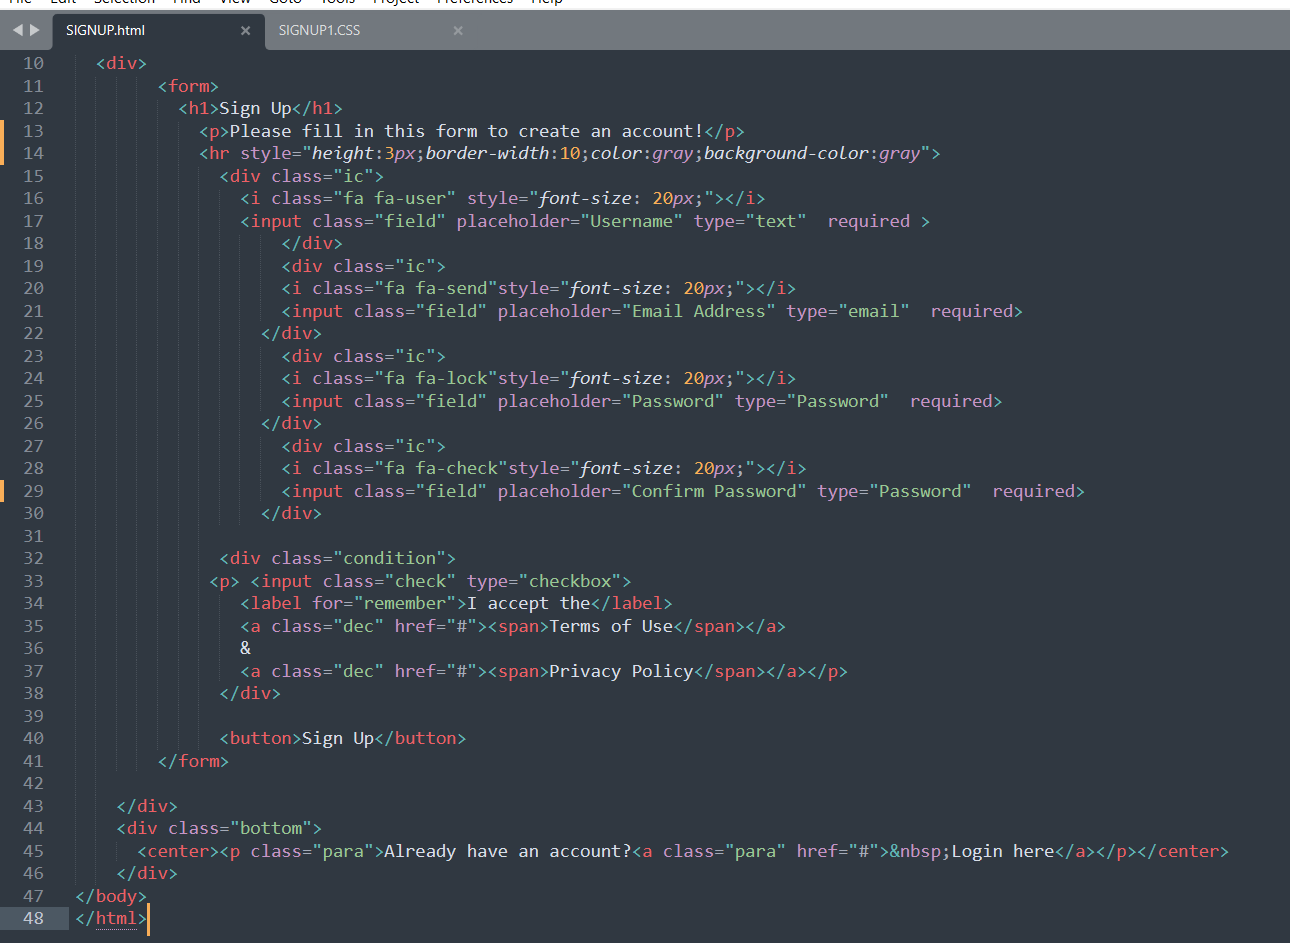 File Edit Selection Find View Goto Tools Project Preferences Help
SIGNUP.html × SIGNUP1.CSS ×
10 <div>
11 <form>
12 <h1>Sign Up</h1>
13 <p>Please fill in this form to create an account!</p>
14 <hr style="height:3px;border-width:10;color:gray;background-color:gray">
15 <div class="ic">
16 <i class="fa fa-user" style="font-size: 20px;"></i>
17 <input class="field" placeholder="Username" type="text"  required >
18 </div>
19 <div class="ic">
20 <i class="fa fa-send"style="font-size: 20px;"></i>
21 <input class="field" placeholder="Email Address" type="email"  required>
22 </div>
23 <div class="ic">
24 <i class="fa fa-lock"style="font-size: 20px;"></i>
25 <input class="field" placeholder="Password" type="Password"  required>
26 </div>
27 <div class="ic">
28 <i class="fa fa-check"style="font-size: 20px;"></i>
29 <input class="field" placeholder="Confirm Password" type="Password"  required>
30 </div>
31
32 <div class="condition">
33 <p> <input class="check" type="checkbox">
34 <label for="remember">I accept the</label>
35 <a class="dec" href="#"><span>Terms of Use</span></a>
36 &
37 <a class="dec" href="#"><span>Privacy Policy</span></a></p>
38 </div>
39
40 <button>Sign Up</button>
41 </form>
42
43 </div>
44 <div class="bottom">
45 <center><p class="para">Already have an account?<a class="para" href="#">&nbsp;Login here</a></p></center>
46 </div>
47 </body>
48 </html>